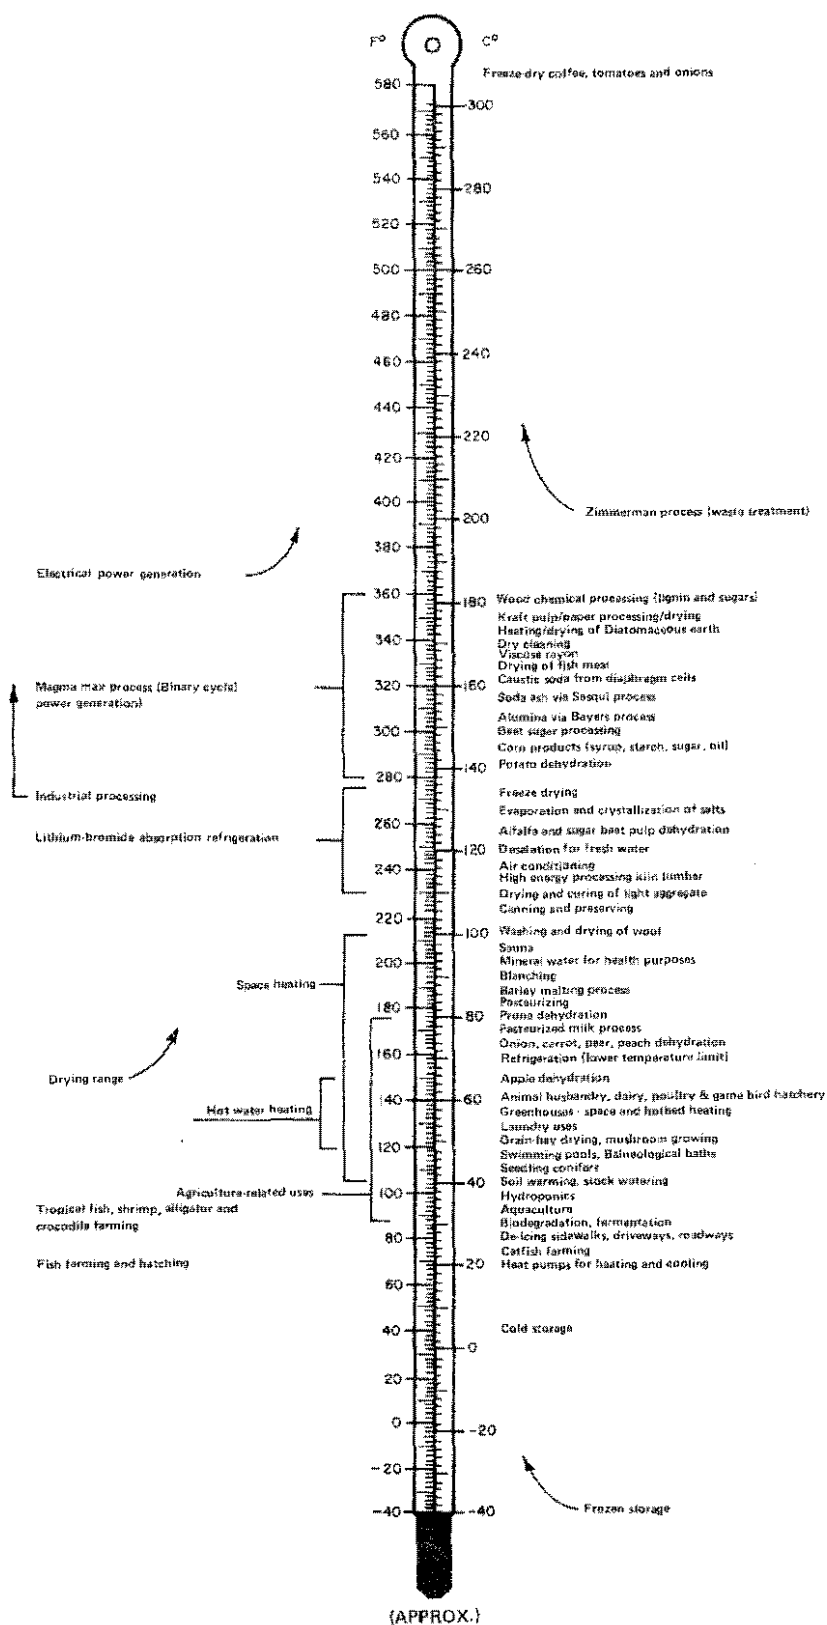 F° C°
Freeze-dry coffee, tomatoes and onions
580
300
560
540
280
520
500
260
480
240
460
440
220
420
400
200
Zimmerman process (waste treatment)
380
Electrical power generation
360
180
Wood chemical processing (lignin and sugars)
Kraft pulp/paper processing/drying
Heating/drying of Diatomaceous earth
340
Dry cleaning
Viscose rayon
Drying of fish meat
Caustic soda from diaphragm cells
Magma max process (Binary cycle)
power generation)
320
160
Soda ash via Sesqui process
Alumina via Bayers process
300
Beet sugar processing
Corn products (syrup, starch, sugar, oil)
Potato dehydration
140
280
Industrial processing
Freeze drying
Evaporation and crystallization of salts
260
Alfalfa and sugar beet pulp dehydration
Lithium-bromide absorption refrigeration
120
Desalation for fresh water
240
Air conditioning
High energy processing kiln lumber
Drying and curing of light aggregate
Canning and preserving
220
100
Washing and drying of wool
Sauna
200
Mineral water for health purposes
Space heating
Blanching
Barley malting process
Pasteurizing
180
80
Prune dehydration
Pasteurized milk process
Onion, carrot, pear, peach dehydration
160
Refrigeration (lower temperature limit)
Drying range
Apple dehydration
140
60
Animal husbandry, dairy, poultry & game bird hatchery
Hot water heating
Greenhouses - space and hotbed heating
Laundry uses
Grain-hay drying, mushroom growing
120
Swimming pools, Balneological baths
Seedling conifers
40
Soil warming, stock watering
Agriculture-related uses
100
Hydroponics
Aquaculture
Tropical fish, shrimp, alligator and
crocodile farming
Biodegradation, fermentation
80
De-icing sidewalks, driveways, roadways
Catfish farming
Fish farming and hatching
20
Heat pumps for heating and cooling
60
40
Cold storage
0
20
0
-20
-20
Frozen storage
-40
-40
(APPROX.)